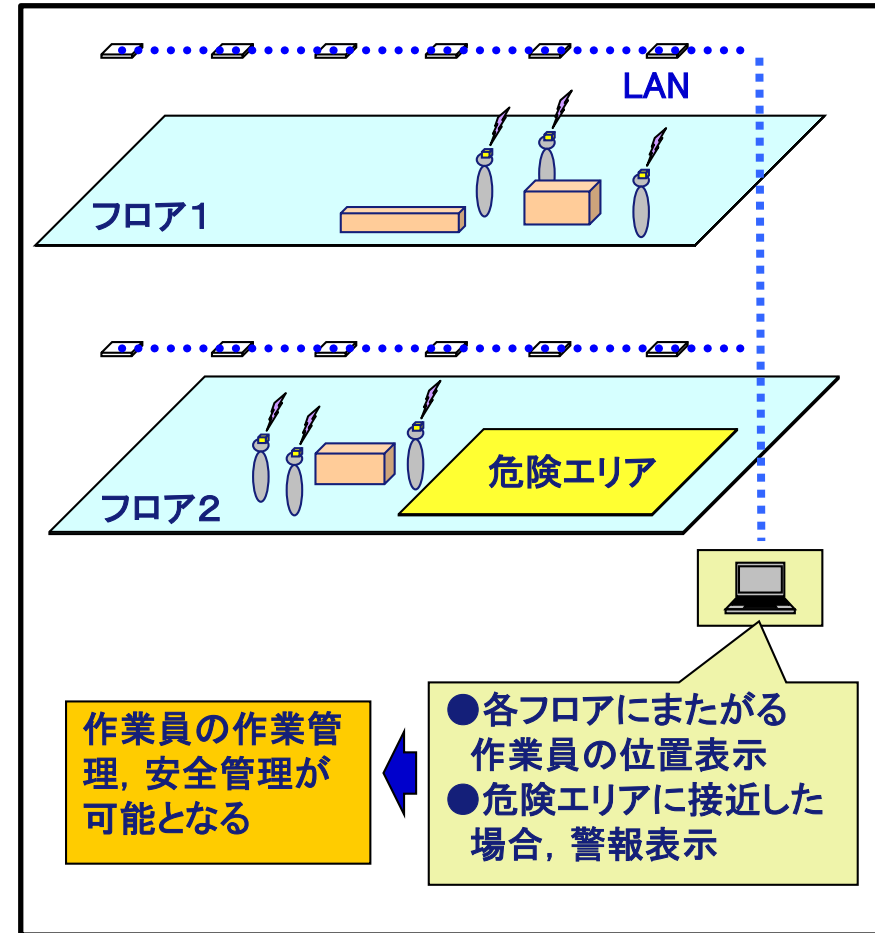 LAN
フロア1
フロア2
危険エリア
●各フロアにまたがる
作業員の位置表示
●危険エリアに接近した
場合，警報表示
作業員の作業管
理，安全管理が
可能となる